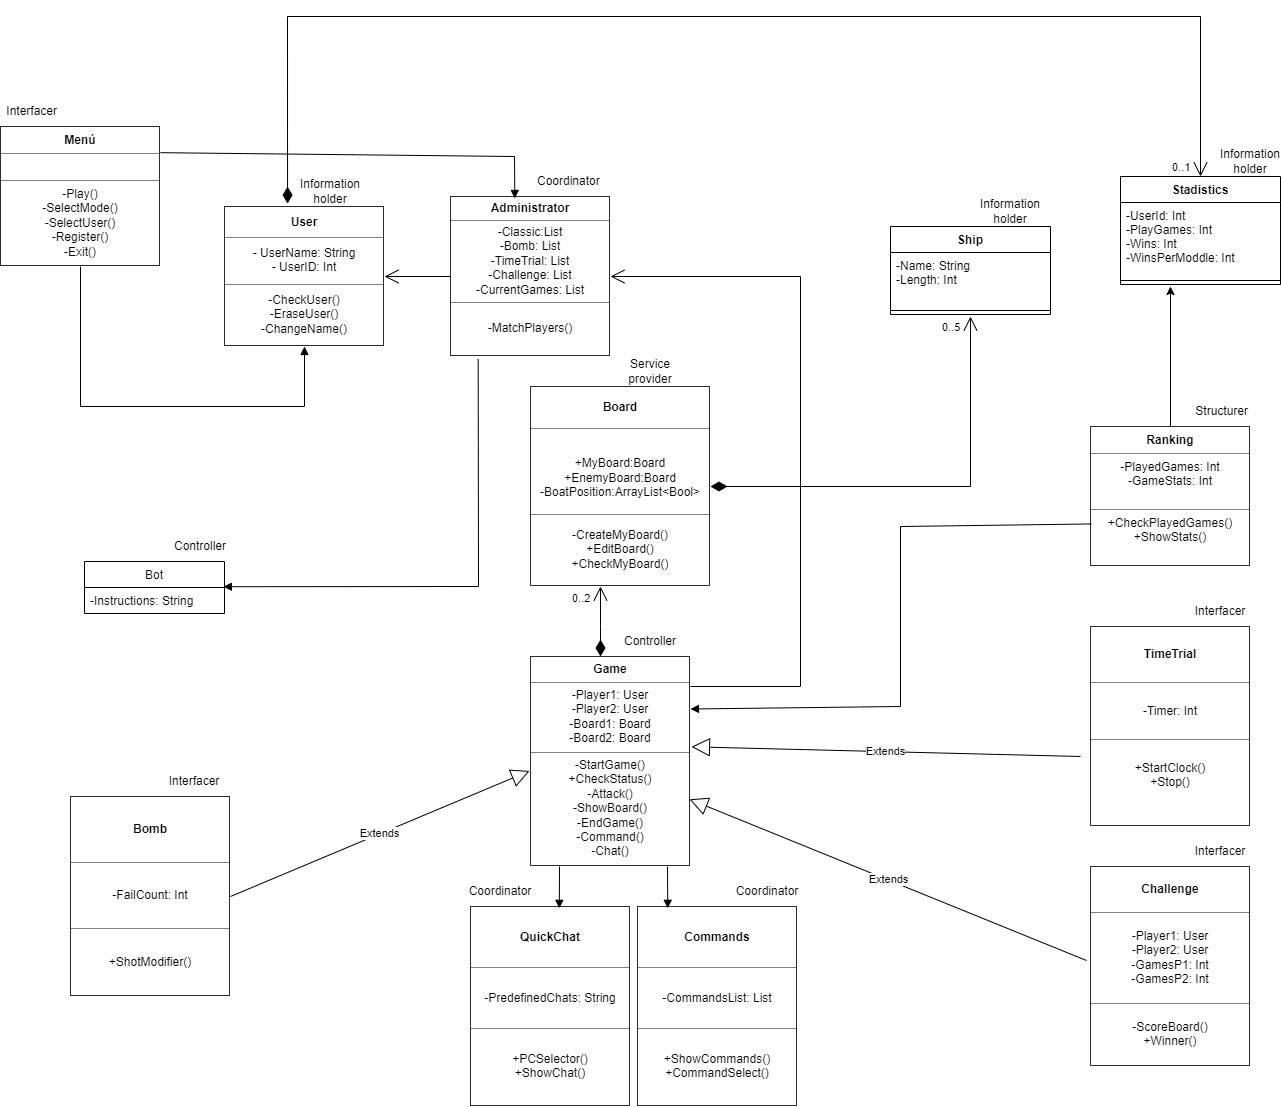 Interfacer
Menú
-Play()
-SelectMode()
-SelectUser()
-Register()
-Exit()
Information
holder
User
- UserName: String
- UserID: Int
-CheckUser()
-EraseUser()
-ChangeName()
Coordinator
Administrator
-Classic:List
-Bomb: List
-TimeTrial: List
-Challenge: List
-CurrentGames: List
-MatchPlayers()
Information
holder
Ship
-Name: String
-Length: Int
0..5
0..1
Information
holder
Stadistics
-UserId: Int
-PlayGames: Int
-Wins: Int
-WinsPerModdle: Int
Service
provider
Board
+MyBoard:Board
+EnemyBoard:Board
-BoatPosition:ArrayList<Bool>
-CreateMyBoard()
+EditBoard()
+CheckMyBoard()
0..2
Structurer
Ranking
-PlayedGames: Int
-GameStats: Int
+CheckPlayedGames()
+ShowStats()
Controller
Bot
-Instructions: String
Controller
Game
-Player1: User
-Player2: User
-Board1: Board
-Board2: Board
-StartGame()
+CheckStatus()
-Attack()
-ShowBoard()
-EndGame()
-Command()
-Chat()
Interfacer
TimeTrial
-Timer: Int
+StartClock()
+Stop()
Extends
Interfacer
Bomb
-FailCount: Int
+ShotModifier()
Extends
Extends
Interfacer
Challenge
-Player1: User
-Player2: User
-GamesP1: Int
-GamesP2: Int
-ScoreBoard()
+Winner()
Coordinator
QuickChat
-PredefinedChats: String
+PCSelector()
+ShowChat()
Coordinator
Commands
-CommandsList: List
+ShowCommands()
+CommandSelect()